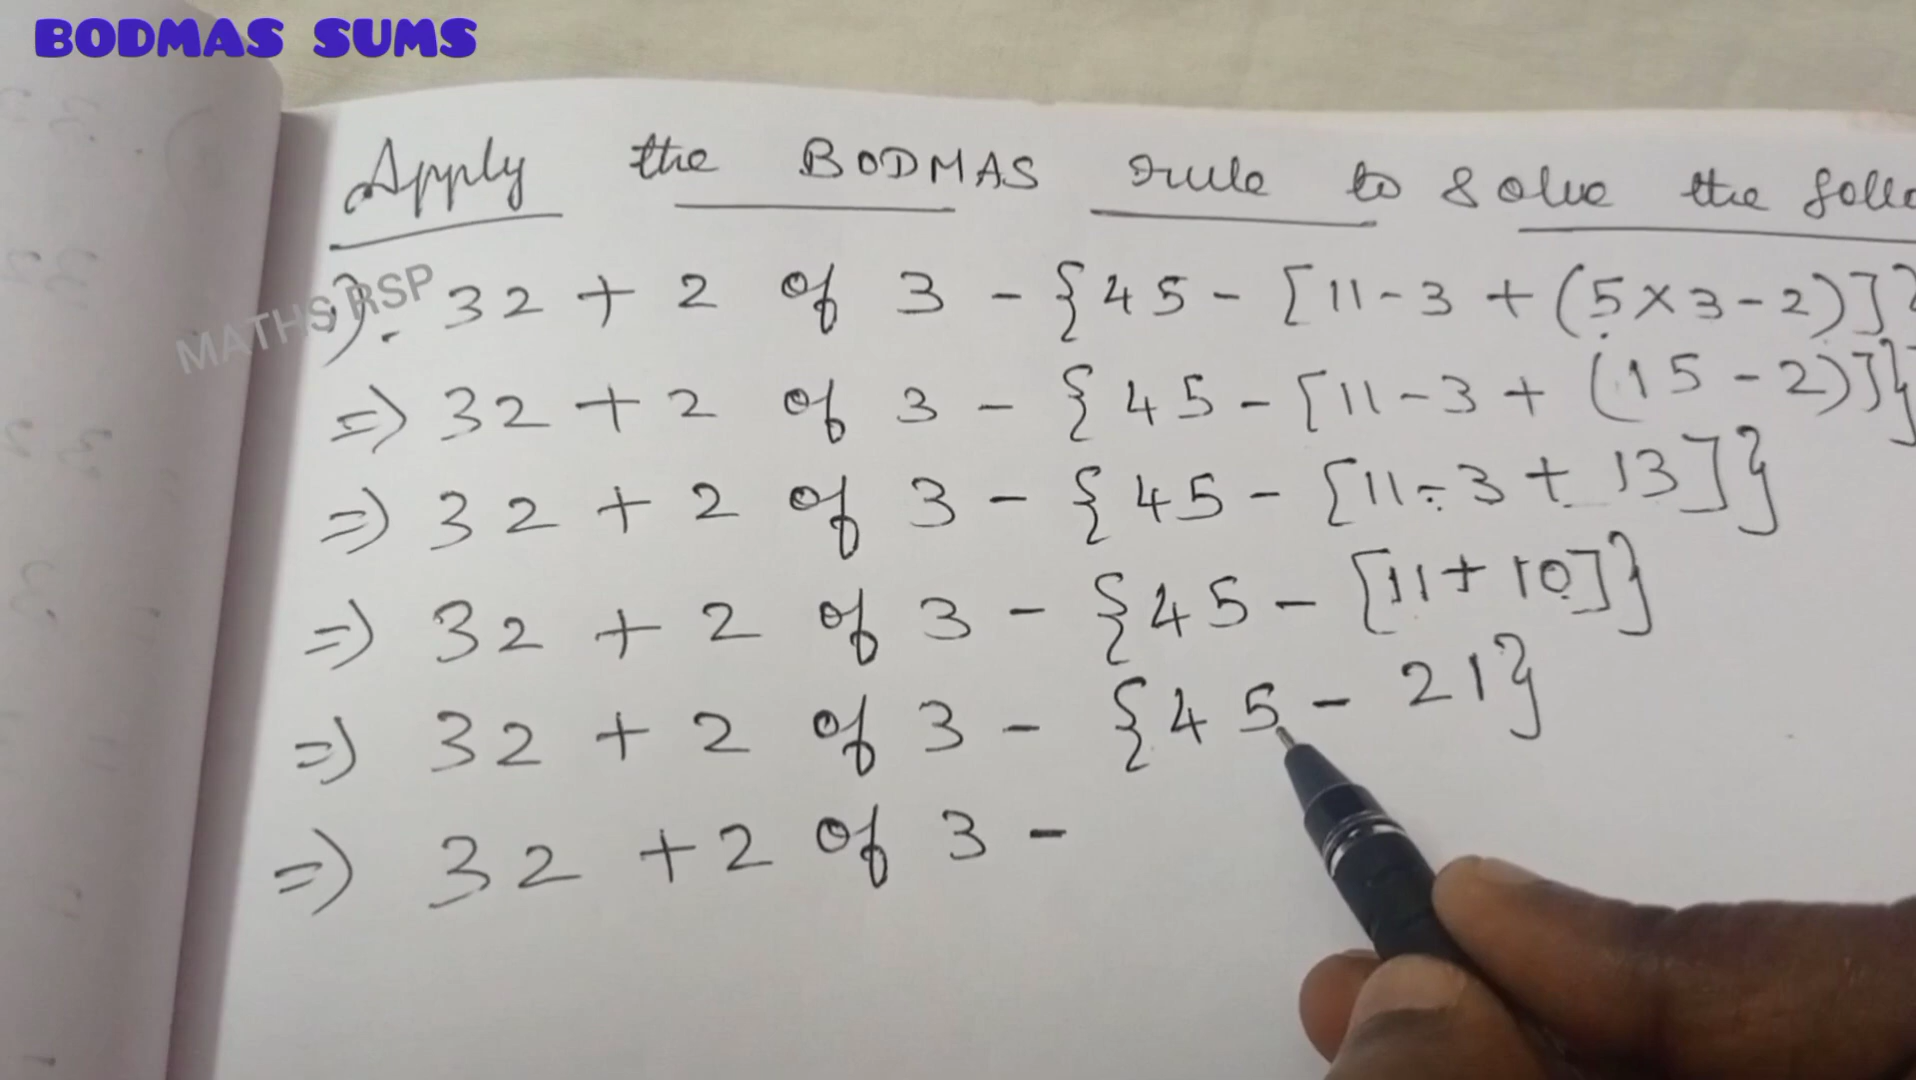 BODMAS SUMS
Apply the BODMAS rule to solve the
MATHS RSP
32 + 2 of 3 - {45 - [11 - 3 + (5 × 3 - 2)]}
=) 32 + 2 of 3 - {45 - [11 - 3 + (15 - 2)]}
=) 32 + 2 of 3 - {45 - [11 - 3 + 13]}
=) 32 + 2 of 3 - {45 - [11 + 10]}
=) 32 + 2 of 3 - {45 - 21}
=) 32 + 2 of 3 -